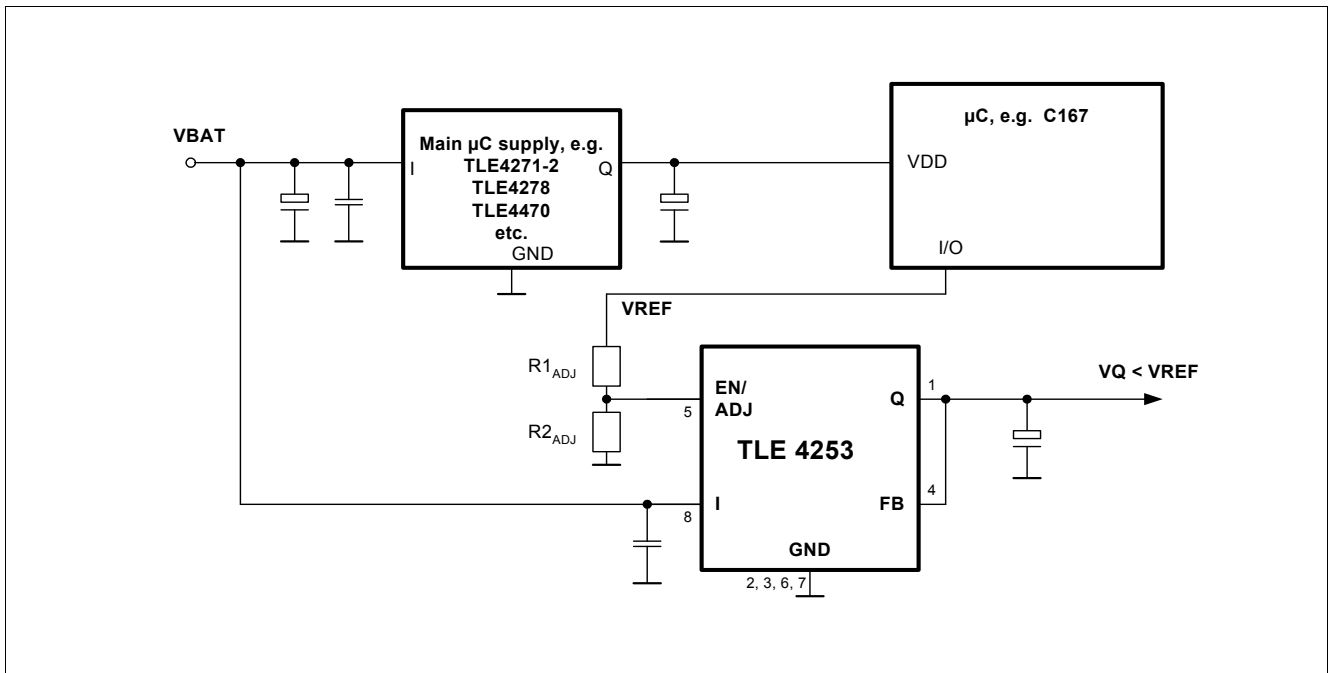 VBAT
Main µC supply, e.g.
TLE4271-2
TLE4278
TLE4470
etc.
I
Q
GND
µC, e.g. C167
VDD
I/O
VREF
R1ADJ
R2ADJ
EN/
ADJ
5
I
8
TLE 4253
Q
1
FB
4
GND
2, 3, 6, 7
VQ < VREF